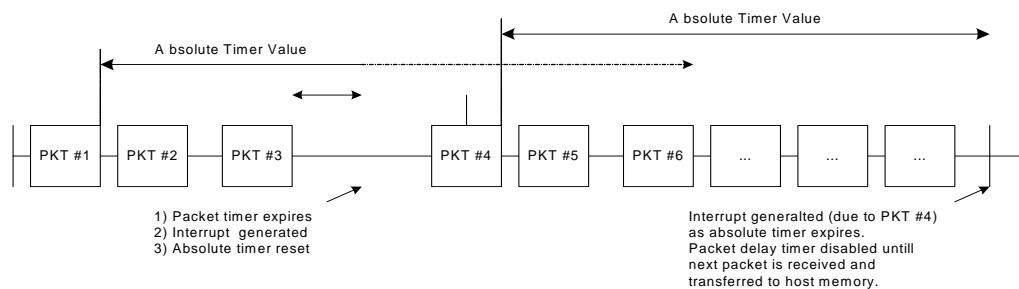 A bsolute Timer Value
A bsolute Timer Value
PKT #1 PKT #2 PKT #3 PKT #4 PKT #5 PKT #6 ... ... ...
1) Packet timer expires
2) Interrupt generated
3) Absolute timer reset
Interrupt generalted (due to PKT #4)
as absolute timer expires.
Packet delay timer disabled untill
next packet is received and
transferred to host memory.